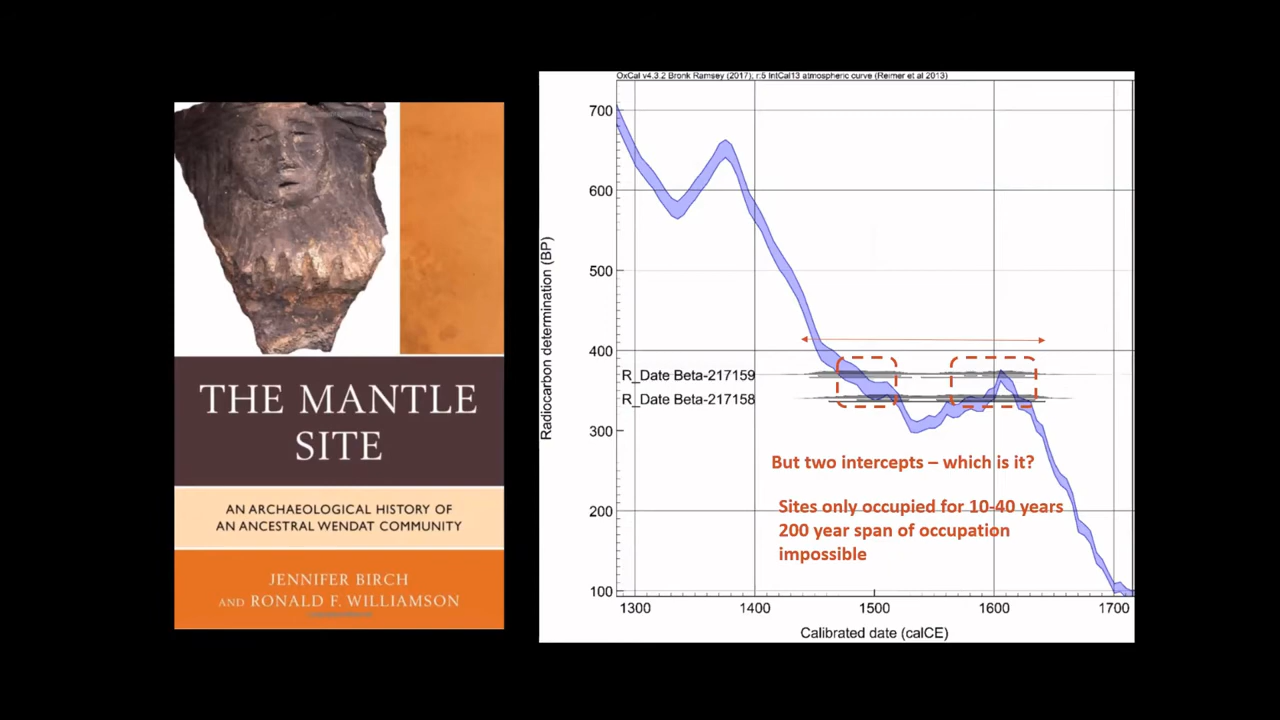 THE MANTLE
SITE
AN ARCHAEOLOGICAL HISTORY OF
AN ANCESTRAL WENDAT COMMUNITY
JENNIFER BIRCH
AND RONALD F. WILLIAMSON
OxCal v4.3.2 Bronk Ramsey (2017); r:5 IntCal13 atmospheric curve (Reimer et al 2013)
Radiocarbon determination (BP)
700
600
500
400
R_Date Beta-217159
R_Date Beta-217158
300
But two intercepts – which is it?
Sites only occupied for 10-40 years
200
200 year span of occupation
impossible
100
1300 1400 1500 1600 1700
Calibrated date (calCE)